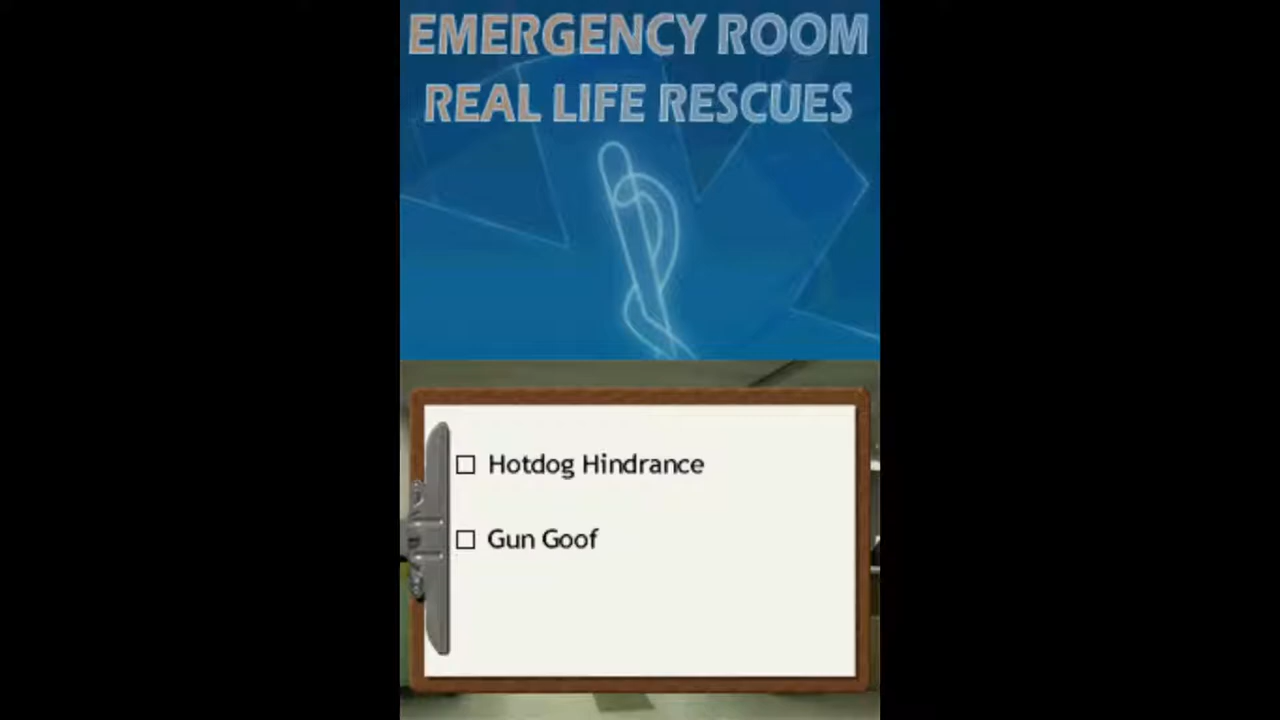 EMERGENCY ROOM
REAL LIFE RESCUES
Hotdog Hindrance
Gun Goof